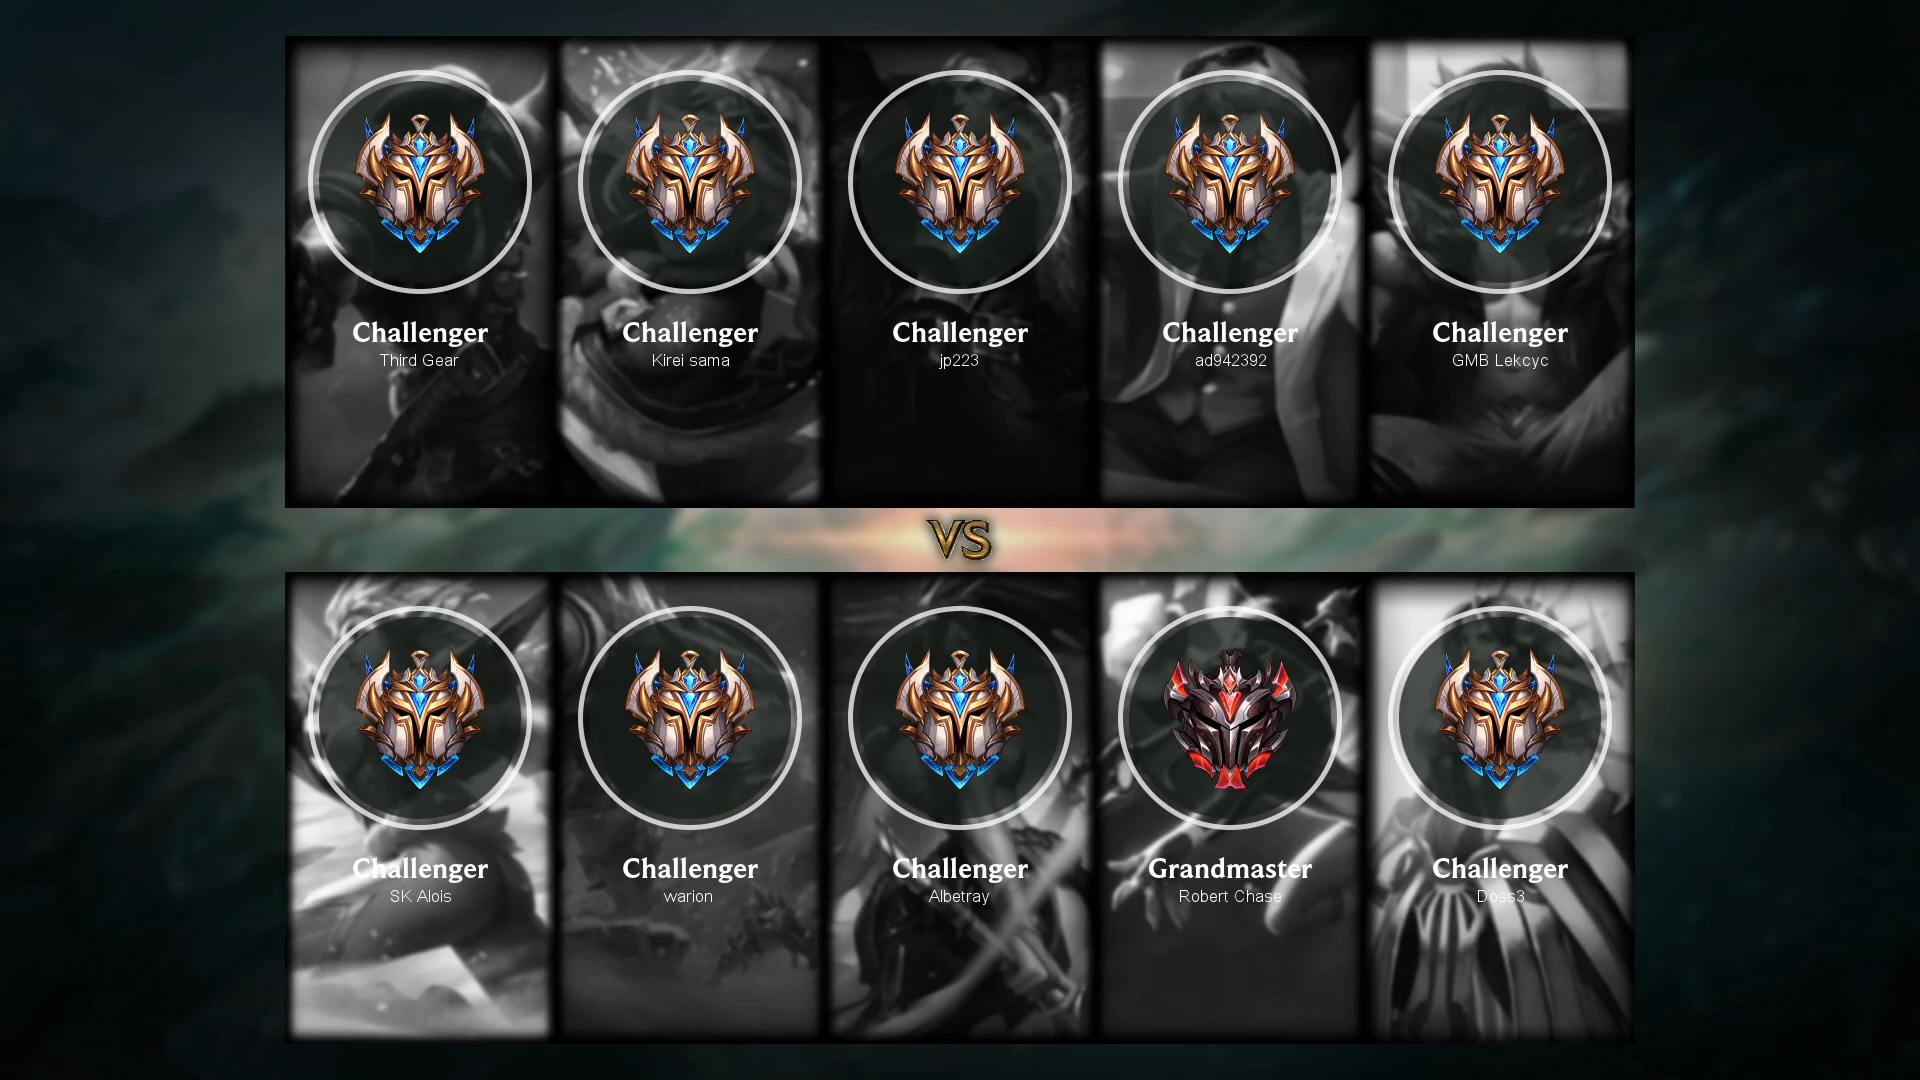 Challenger
Third Gear
Challenger
Kirei sama
Challenger
jp223
Challenger
ad942392
Challenger
GMB Lekcyc
VS
Challenger
SK Alois
Challenger
warion
Challenger
Albetray
Grandmaster
Robert Chase
Challenger
Doss3